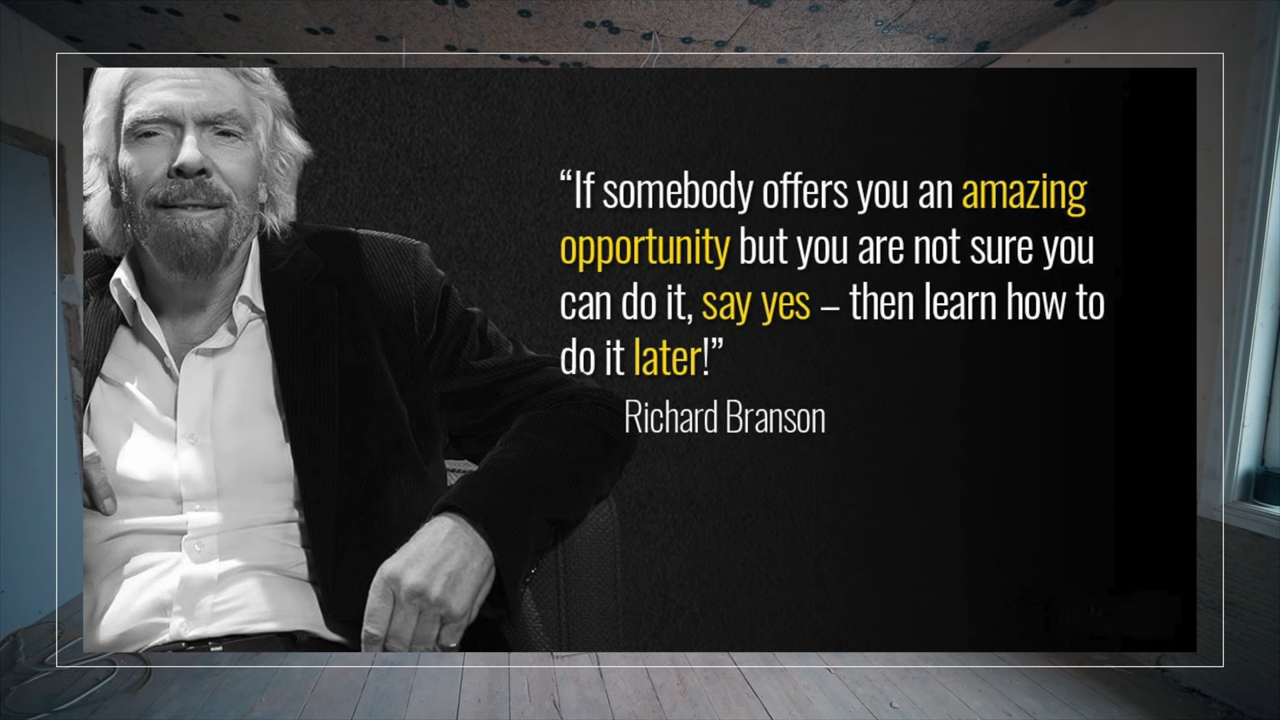 “If somebody offers you an amazing
opportunity but you are not sure you
can do it, say yes – then learn how to
do it later!”
Richard Branson